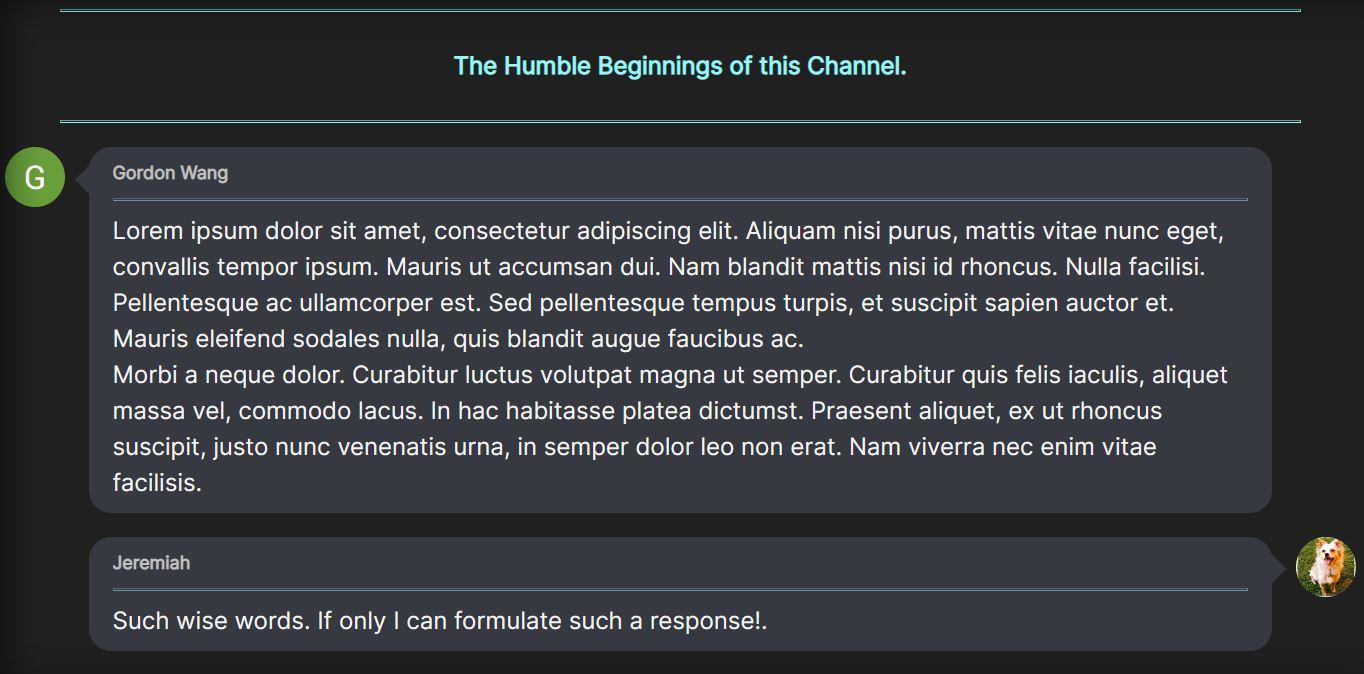 The Humble Beginnings of this Channel.
G
Gordon Wang
Lorem ipsum dolor sit amet, consectetur adipiscing elit. Aliquam nisi purus, mattis vitae nunc eget,
convallis tempor ipsum. Mauris ut accumsan dui. Nam blandit mattis nisi id rhoncus. Nulla facilisi.
Pellentesque ac ullamcorper est. Sed pellentesque tempus turpis, et suscipit sapien auctor et.
Mauris eleifend sodales nulla, quis blandit augue faucibus ac.
Morbi a neque dolor. Curabitur luctus volutpat magna ut semper. Curabitur quis felis iaculis, aliquet
massa vel, commodo lacus. In hac habitasse platea dictumst. Praesent aliquet, ex ut rhoncus
suscipit, justo nunc venenatis urna, in semper dolor leo non erat. Nam viverra nec enim vitae
facilisis.
Jeremiah
Such wise words. If only I can formulate such a response!.